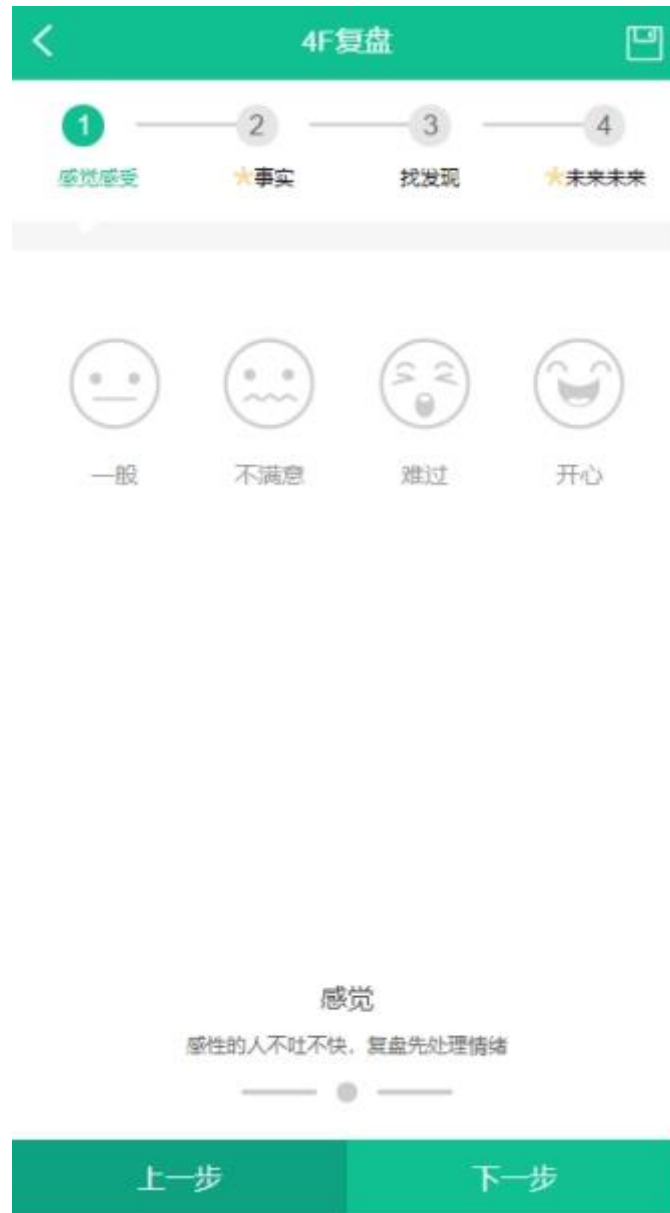 4F复盘
1 2 3 4
感觉感受 事实 找发现 未来未来
一般 不满意 难过 开心
感觉
感性的人不吐不快，复盘先处理情绪
上一步 下一步